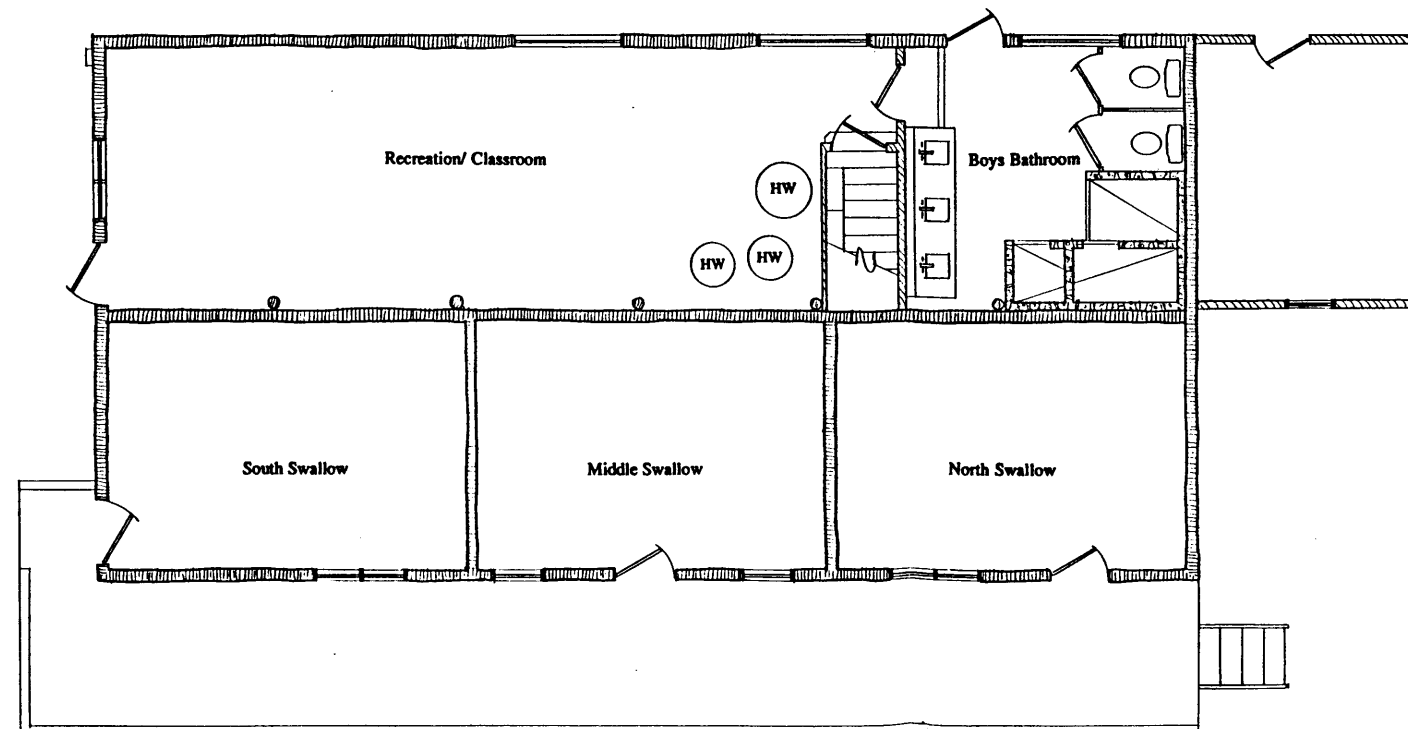 Recreation/ Classroom
Boys Bathroom
HW
HW
HW
South Swallow
Middle Swallow
North Swallow